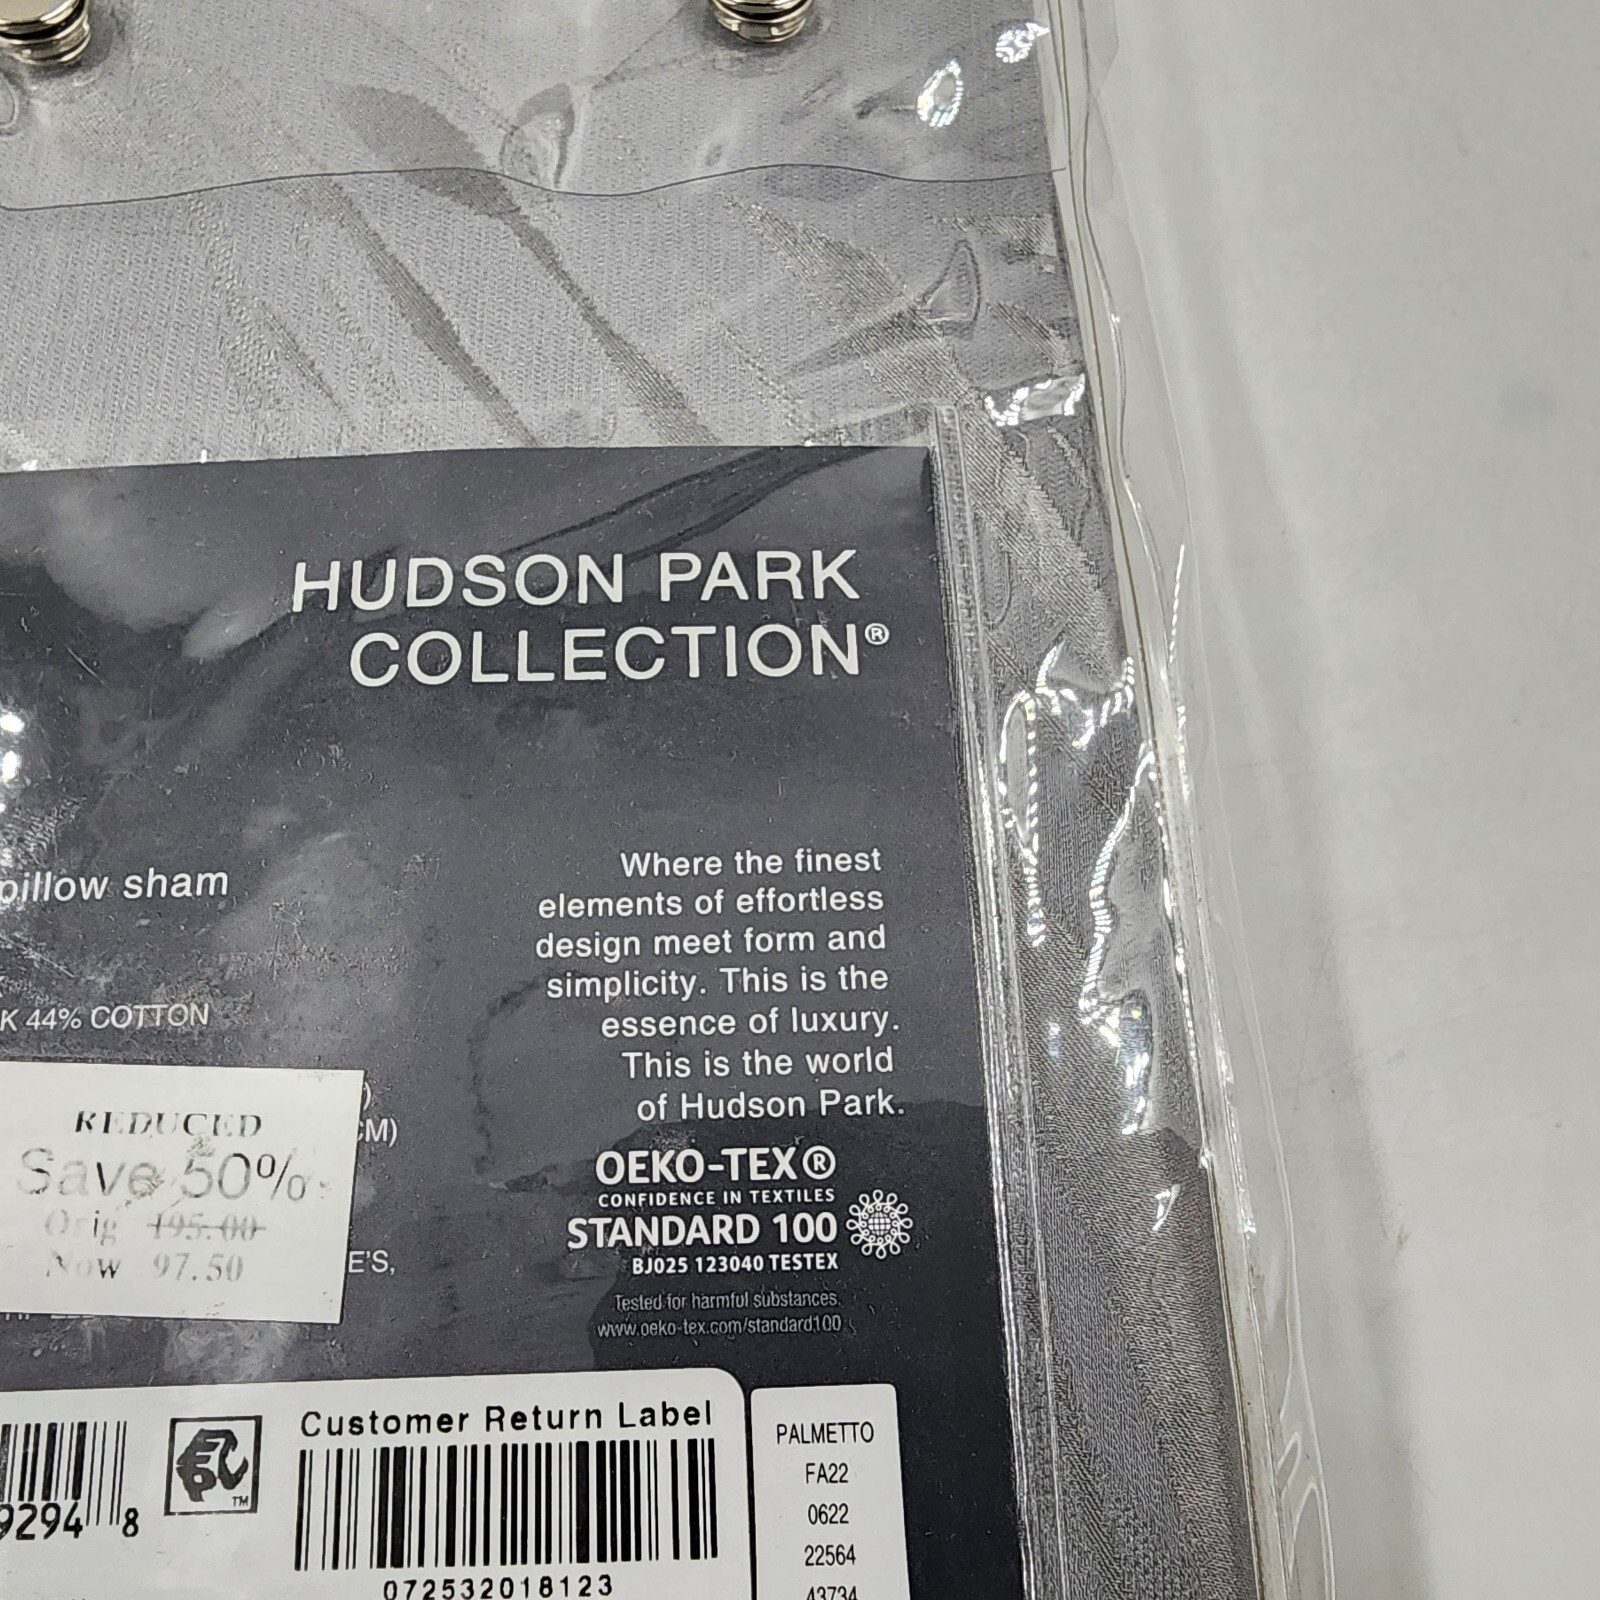 HUDSON PARK
COLLECTION®
pillow sham
Where the finest
elements of effortless
design meet form and
simplicity. This is the
essence of luxury.
This is the world
of Hudson Park.
K 44% COTTON
)
CM)
REDUCED
Save 50%
Orig 195.00
Now 97.50
E'S,
OEKO-TEX®
CONFIDENCE IN TEXTILES
STANDARD 100
BJ025 123040 TESTEX
Tested for harmful substances.
www.oeko-tex.com/standard100
9294 8
TM
Customer Return Label
072532018123
PALMETTO
FA22
0622
22564
43734